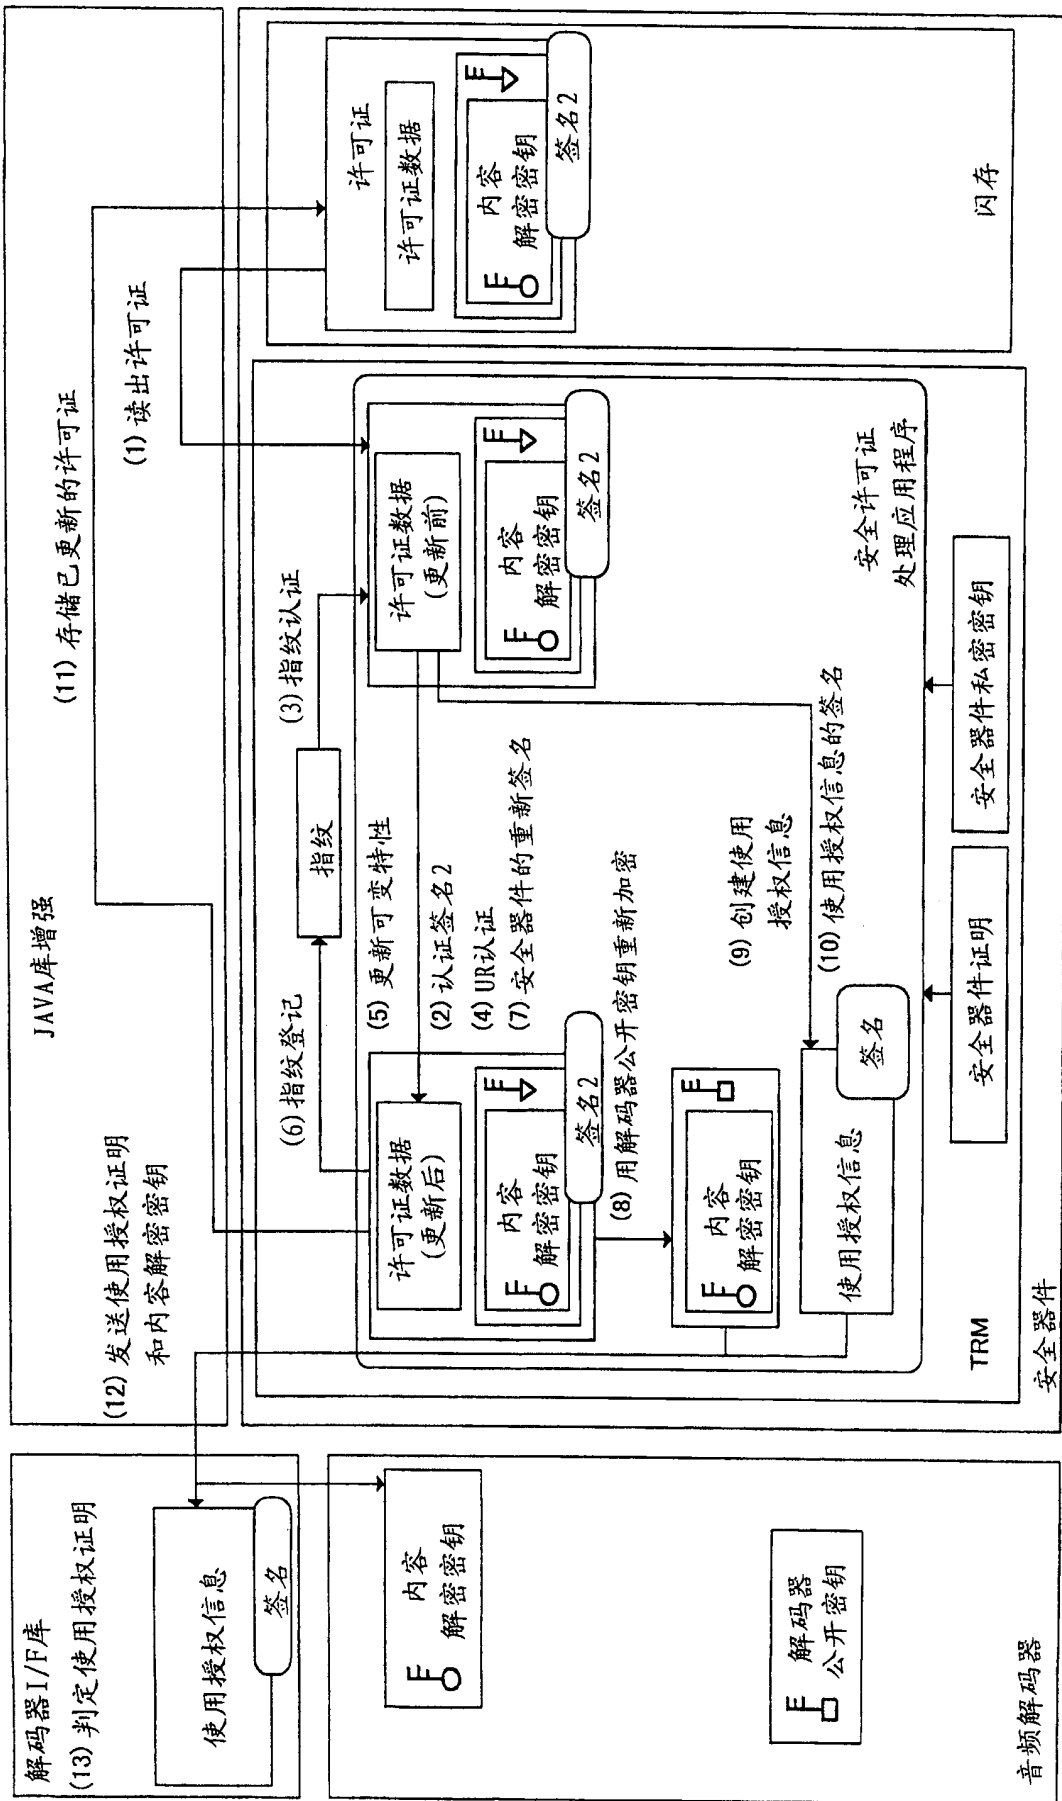 解码器I/F库
(13) 判定使用授权证明
使用授权信息
签名
内容
解密密钥
解码器
公开密钥
音频解码器
JAVA库增强
(12) 发送使用授权证明
和内容解密密钥
(11) 存储已更新的许可证
(1) 读出许可证
(6) 指纹登记
指纹
(3) 指纹认证
许可证数据
(更新后)
内容
解密密钥
签名2
(5) 更新可变特性
(2) 认证签名2
(4) UR认证
(7) 安全器件的重新签名
许可证数据
(更新前)
内容
解密密钥
签名2
(8) 用解码器公开密钥重新加密
内容
解密密钥
(9) 创建使用
授权信息
(10) 使用授权信息的签名
使用授权信息
签名
安全许可证
处理应用程序
安全器件证明
安全器件私密密钥
TRM
安全器件
许可证
许可证数据
内容
解密密钥
签名2
闪存